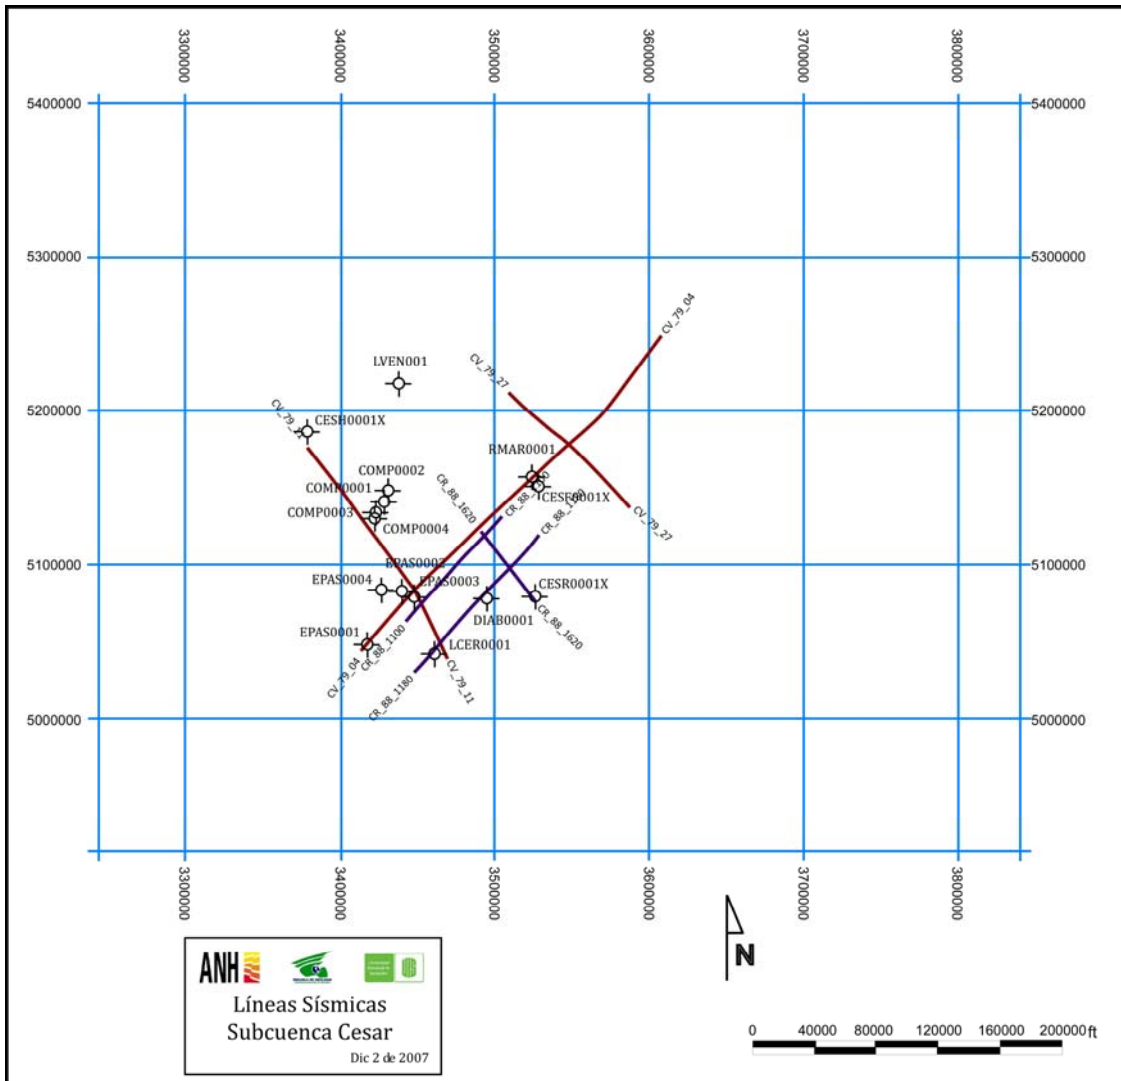 3300000
3400000
3500000
3600000
3700000
3800000
5400000
5400000
5300000
5300000
LVEN001
CV_79_04
CV_79_27
5200000
5200000
CESH0001X
CV_79_11
RMAR0001
COMP0002
COMP0001
CR_88_1620
CR_88_1100
CESF0001X
CR_88_1180
COMP0003
COMP0004
CV_79_27
5100000
5100000
EPAS0002
EPAS0004
EPAS0003
CESR0001X
DIAB0001
EPAS0001
CR_88_1100
LCER0001
CR_88_1620
CV_79_04
CR_88_1180
CV_79_11
5000000
5000000
3300000
3400000
3500000
3600000
3700000
3800000
N
ANH
Líneas Sísmicas
Subcuenca Cesar
Dic 2 de 2007
0 40000 80000 120000 160000 200000 ft